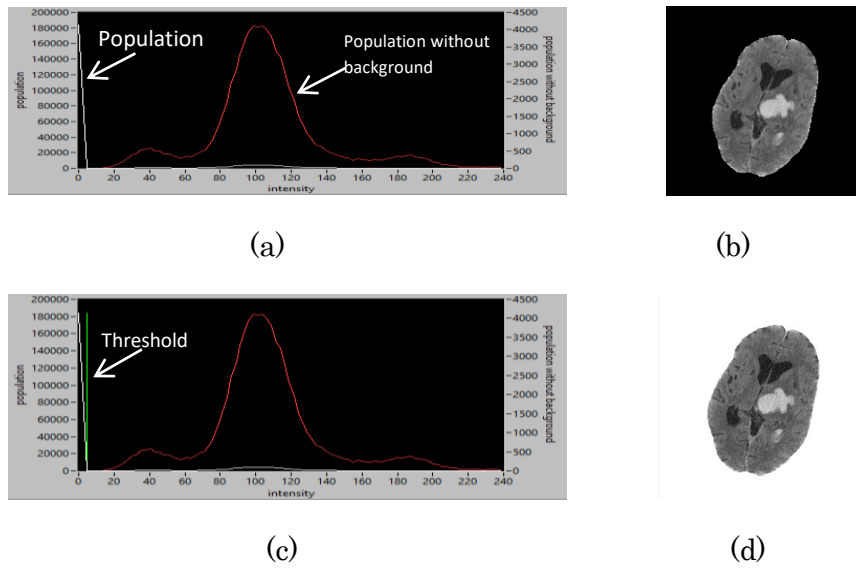 200000
180000
160000
140000
120000
100000
80000
60000
40000
20000
0
population
Population
Population without
background
4500
4000
3500
3000
2500
2000
1500
1000
500
0
population without background
0 20 40 60 80 100 120 140 160 180 200 220 240
intensity
(a)
(b)
200000
180000
160000
140000
120000
100000
80000
60000
40000
20000
0
population
Threshold
4500
4000
3500
3000
2500
2000
1500
1000
500
0
population without background
0 20 40 60 80 100 120 140 160 180 200 220 240
intensity
(c)
(d)